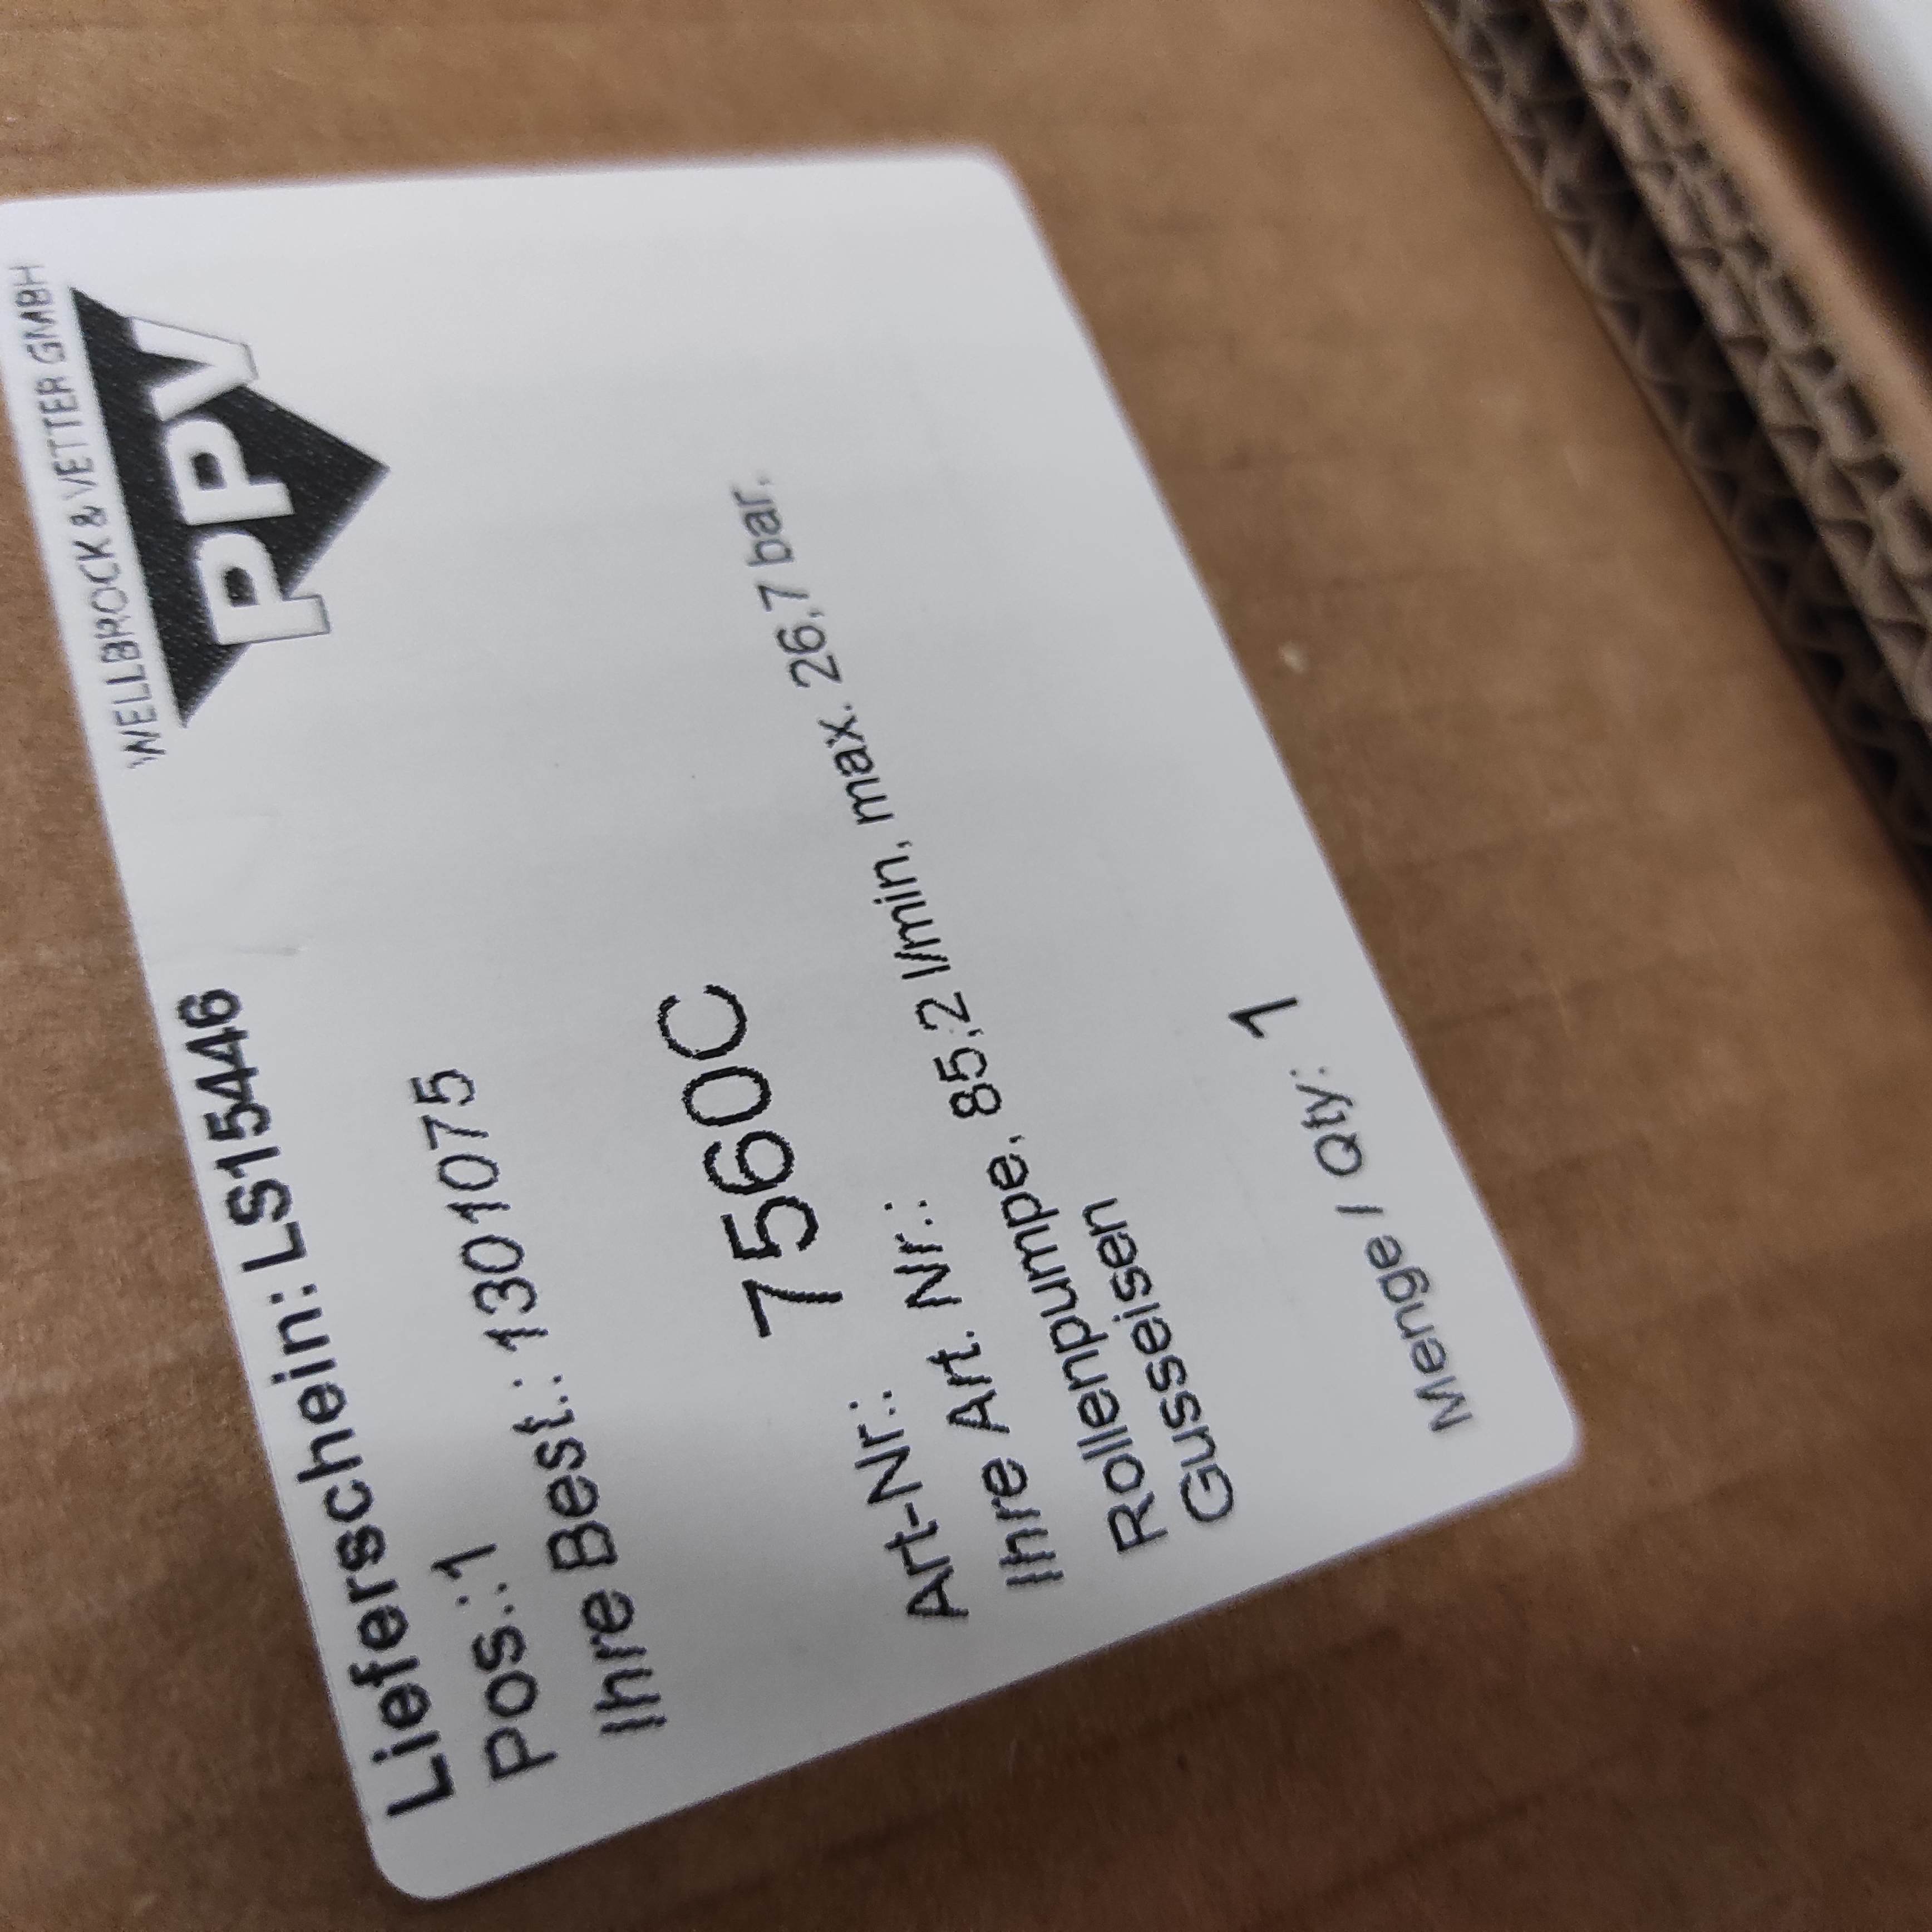 WELLBROCK & VETTER GMBH
PPV
Lieferschein: LS15446
Pos.:1
Ihre Best.: 1301075
Art-Nr.: 7560C
Ihre Art. Nr.:
Rollenpumpe, 85,2 l/min, max. 26,7 bar,
Gusseisen
Menge / Qty: 1